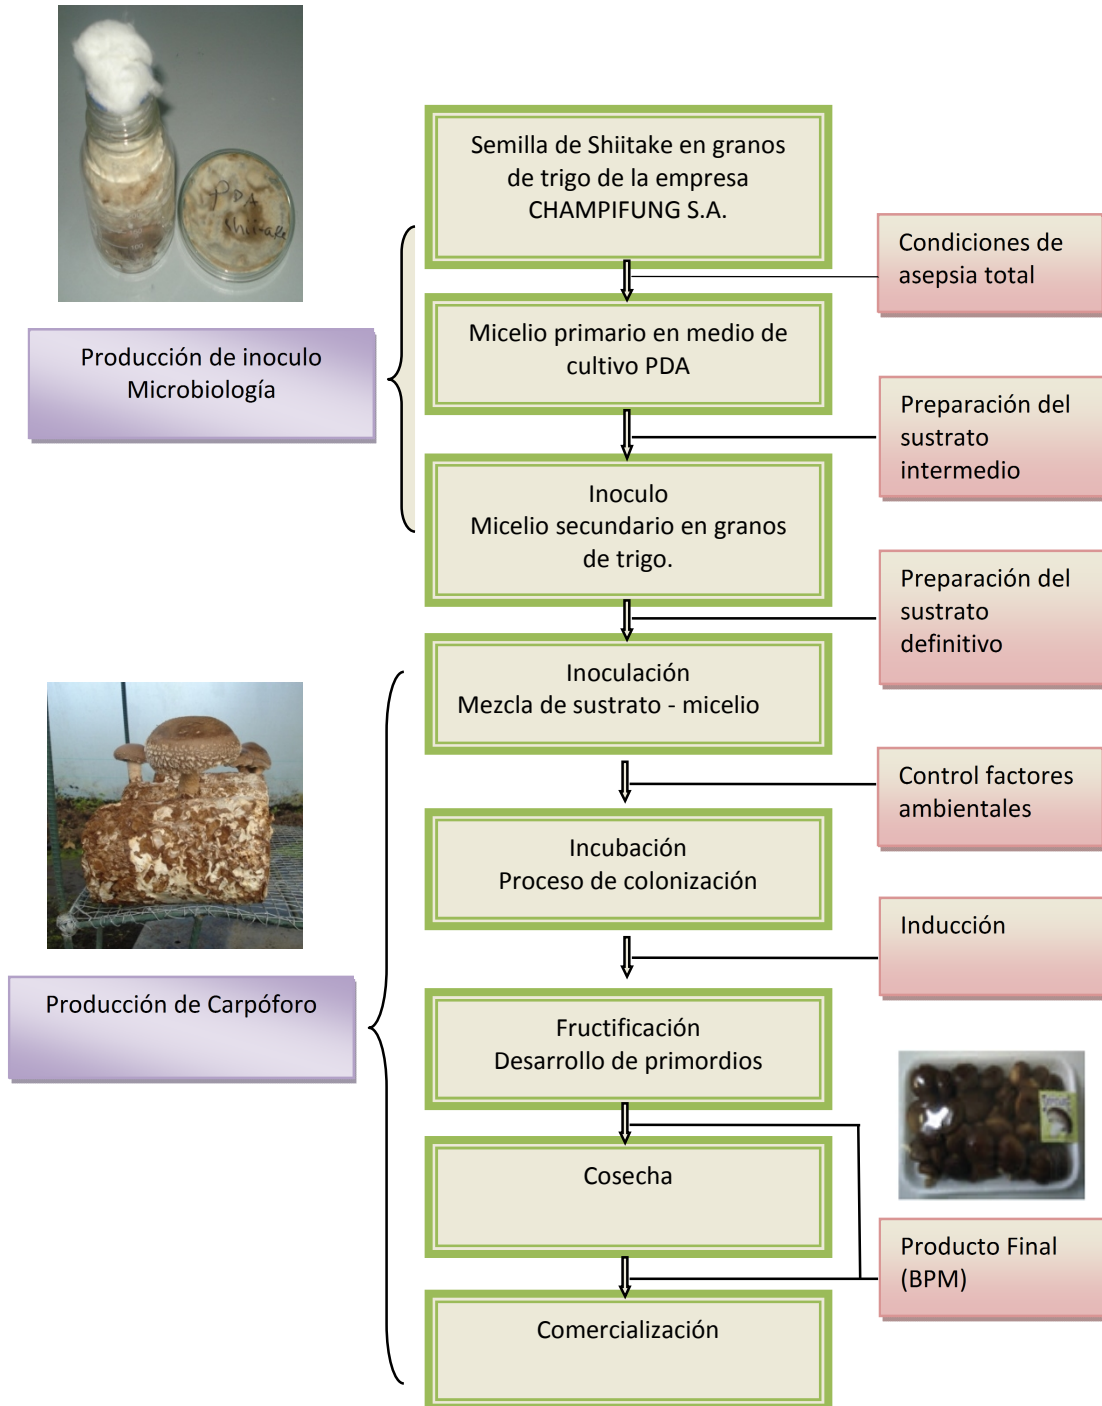 PDA
Shiitake
Semilla de Shiitake en granos
de trigo de la empresa
CHAMPIFUNG S.A.
Condiciones de
asepsia total
Producción de inoculo
Microbiología
Micelio primario en medio de
cultivo PDA
Preparación del
sustrato
intermedio
Inoculo
Micelio secundario en granos
de trigo.
Preparación del
sustrato
definitivo
Inoculación
Mezcla de sustrato - micelio
Control factores
ambientales
Incubación
Proceso de colonización
Inducción
Producción de Carpóforo
Fructificación
Desarrollo de primordios
Cosecha
Producto Final
(BPM)
Comercialización